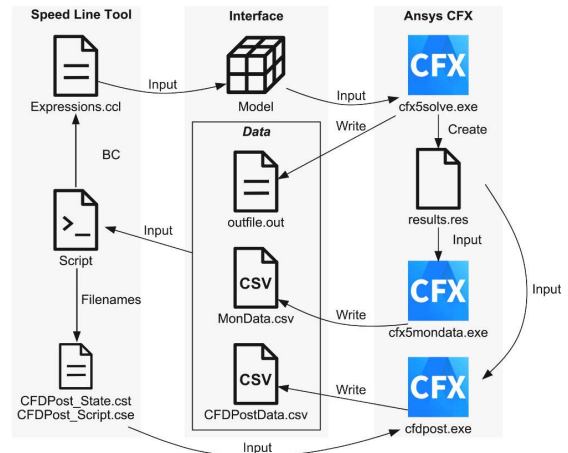 Speed Line Tool
Interface
Ansys CFX
Expressions.ccl
Input
Model
Input
CFX
cfx5solve.exe
BC
Data
Write
Create
outfile.out
results.res
>_
Script
Input
Input
Input
Filenames
CSV
MonData.csv
Write
CFX
cfx5mondata.exe
CFDPost_State.cst
CFDPost_Script.cse
CSV
CFDPostData.csv
Write
CFX
cfdpost.exe
Input